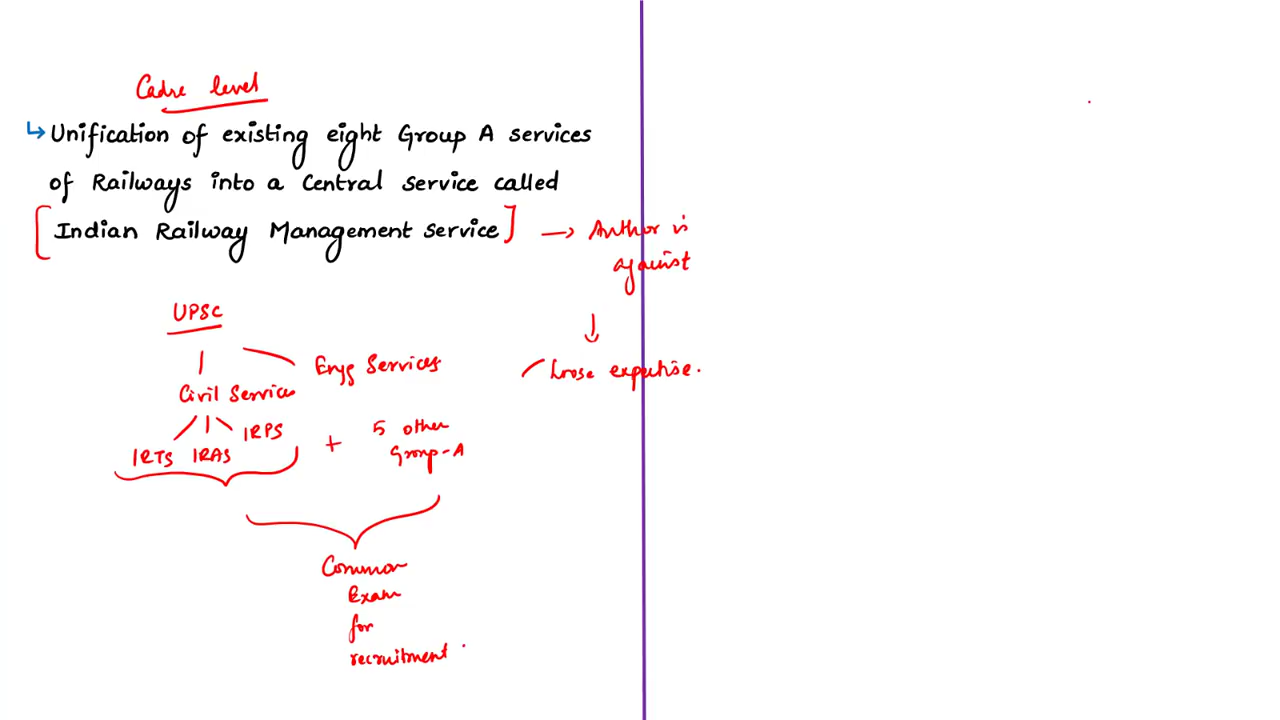 Cadre level
↳ Unification of existing eight Group A services
of Railways into a Central service called
[Indian Railway Management service] → Author is
against
↓
Loose expertise.
UPSC
Engg Services
Civil Services
IRPS
IRTS IRAS
+ 5 other
Group-A
Common
Exam
for
recruitment